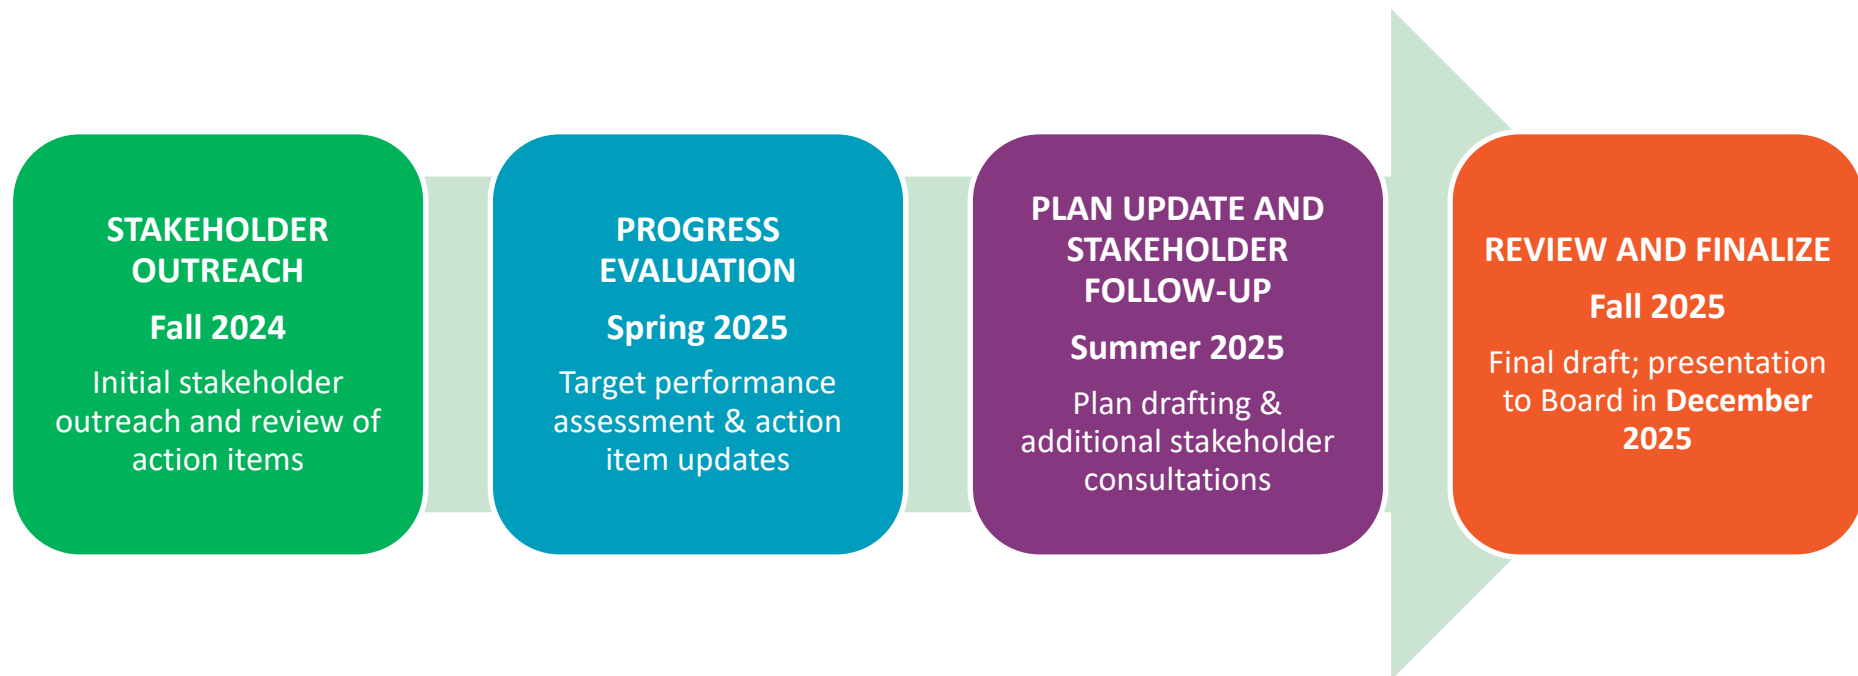 STAKEHOLDER
OUTREACH
Fall 2024
Initial stakeholder
outreach and review of
action items
PROGRESS
EVALUATION
Spring 2025
Target performance
assessment & action
item updates
PLAN UPDATE AND
STAKEHOLDER
FOLLOW-UP
Summer 2025
Plan drafting &
additional stakeholder
consultations
REVIEW AND FINALIZE
Fall 2025
Final draft; presentation
to Board in December
2025